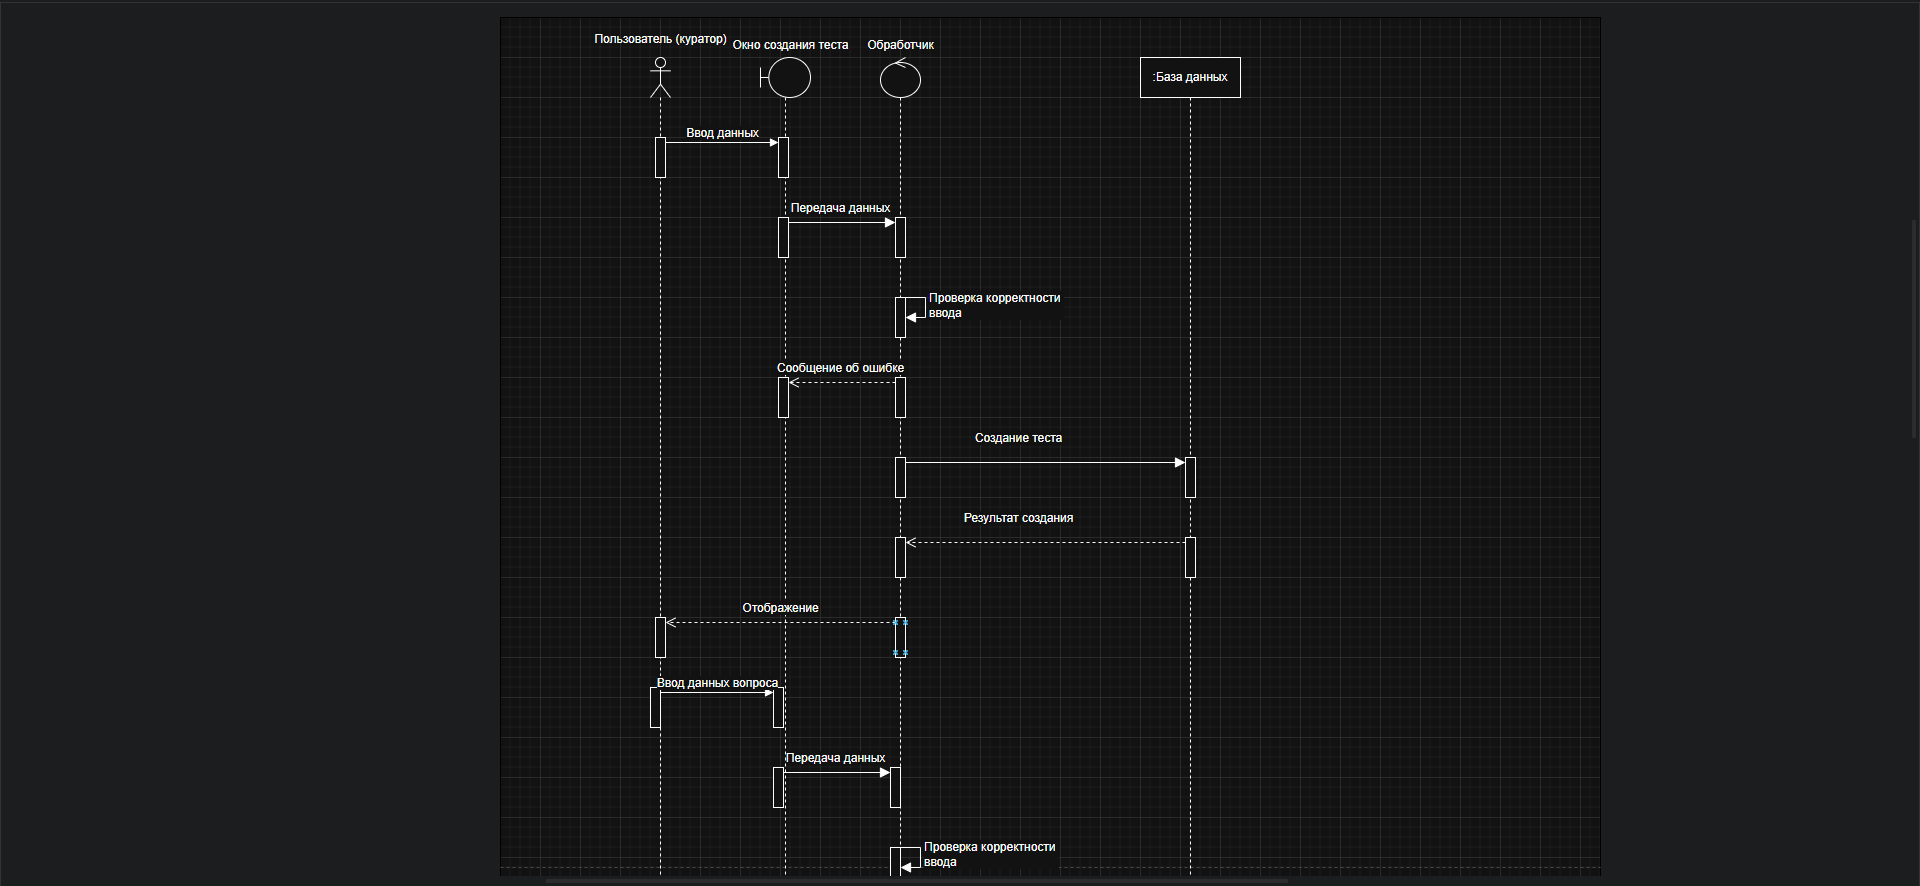 Пользователь (куратор)
Окно создания теста
Обработчик
:База данных
Ввод данных
Передача данных
Проверка корректности
ввода
Сообщение об ошибке
Создание теста
Результат создания
Отображение
Ввод данных вопроса
Передача данных
Проверка корректности
ввода